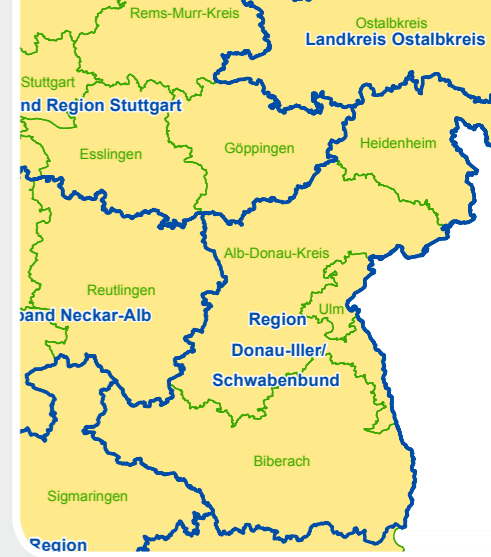 Rems-Murr-Kreis
Ostalbkreis
Landkreis Ostalbkreis
Stuttgart
nd Region Stuttgart
Esslingen
Göppingen
Heidenheim
Alb-Donau-Kreis
Reutlingen
band Neckar-Alb
Ulm
Region
Donau-Iller/
Schwabenbund
Biberach
Sigmaringen
Region